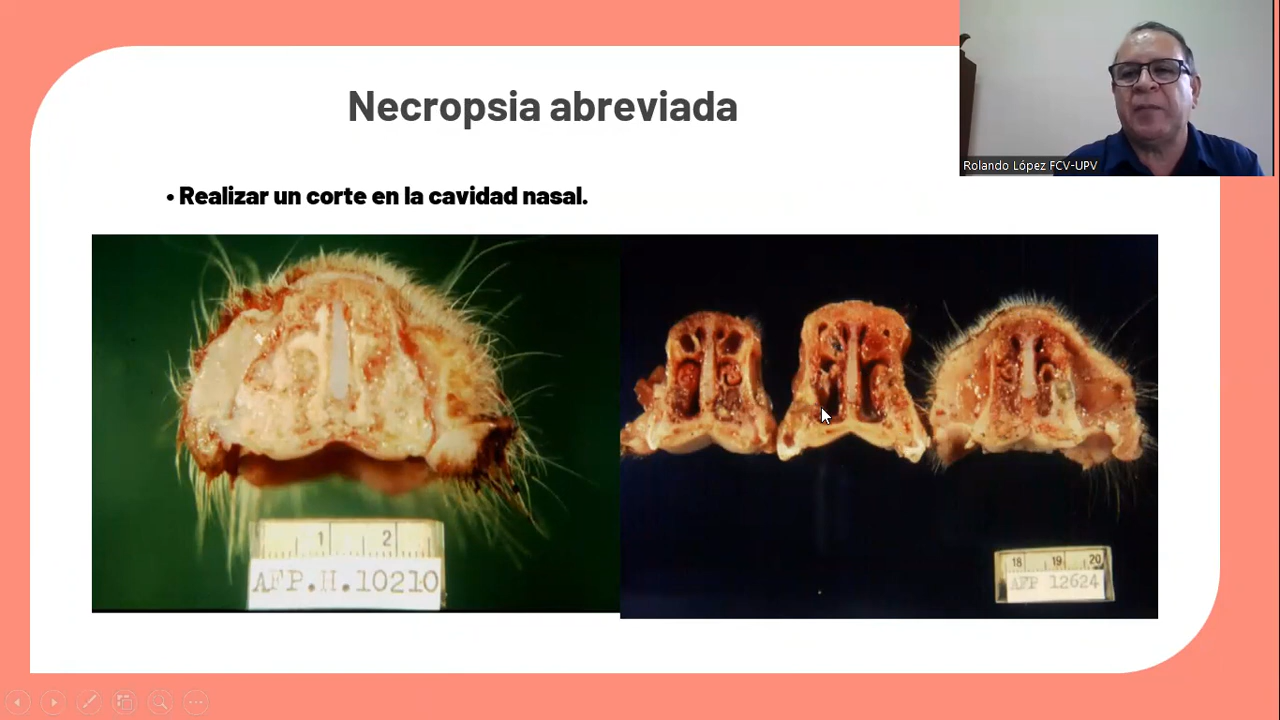 Necropsia abreviada
• Realizar un corte en la cavidad nasal.
Rolando López FCV-UPV
1 2
AFP.H.10210
18 19 20
AFP 12624